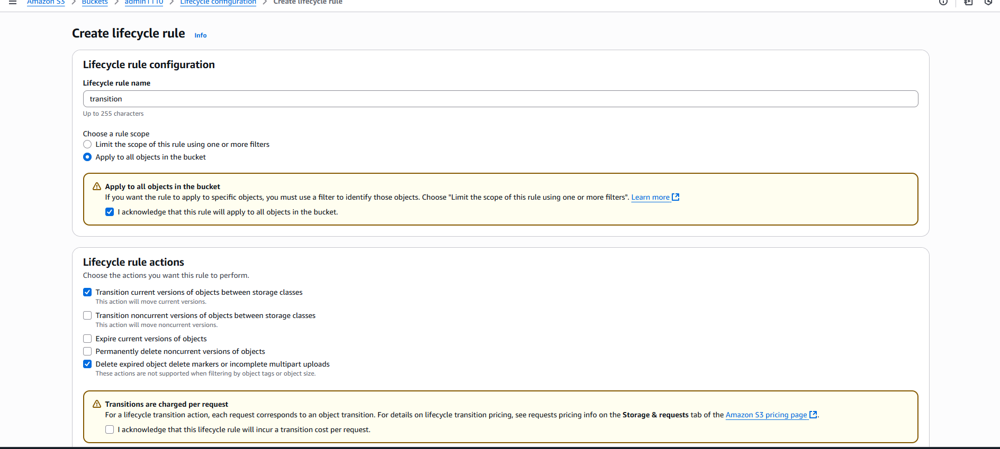 Amazon S3 > Buckets > admin1110 > Lifecycle configuration > Create lifecycle rule
Create lifecycle rule Info
Lifecycle rule configuration
Lifecycle rule name
transition
Up to 255 characters
Choose a rule scope
Limit the scope of this rule using one or more filters
Apply to all objects in the bucket
Apply to all objects in the bucket
If you want the rule to apply to specific objects, you must use a filter to identify those objects. Choose "Limit the scope of this rule using one or more filters". Learn more
I acknowledge that this rule will apply to all objects in the bucket.
Lifecycle rule actions
Choose the actions you want this rule to perform.
Transition current versions of objects between storage classes
This action will move current versions.
Transition noncurrent versions of objects between storage classes
This action will move noncurrent versions.
Expire current versions of objects
Permanently delete noncurrent versions of objects
Delete expired object delete markers or incomplete multipart uploads
These actions are not supported when filtering by object tags or object size.
Transitions are charged per request
For a lifecycle transition action, each request corresponds to an object transition. For details on lifecycle transition pricing, see requests pricing info on the Storage & requests tab of the Amazon S3 pricing page.
I acknowledge that this lifecycle rule will incur a transition cost per request.